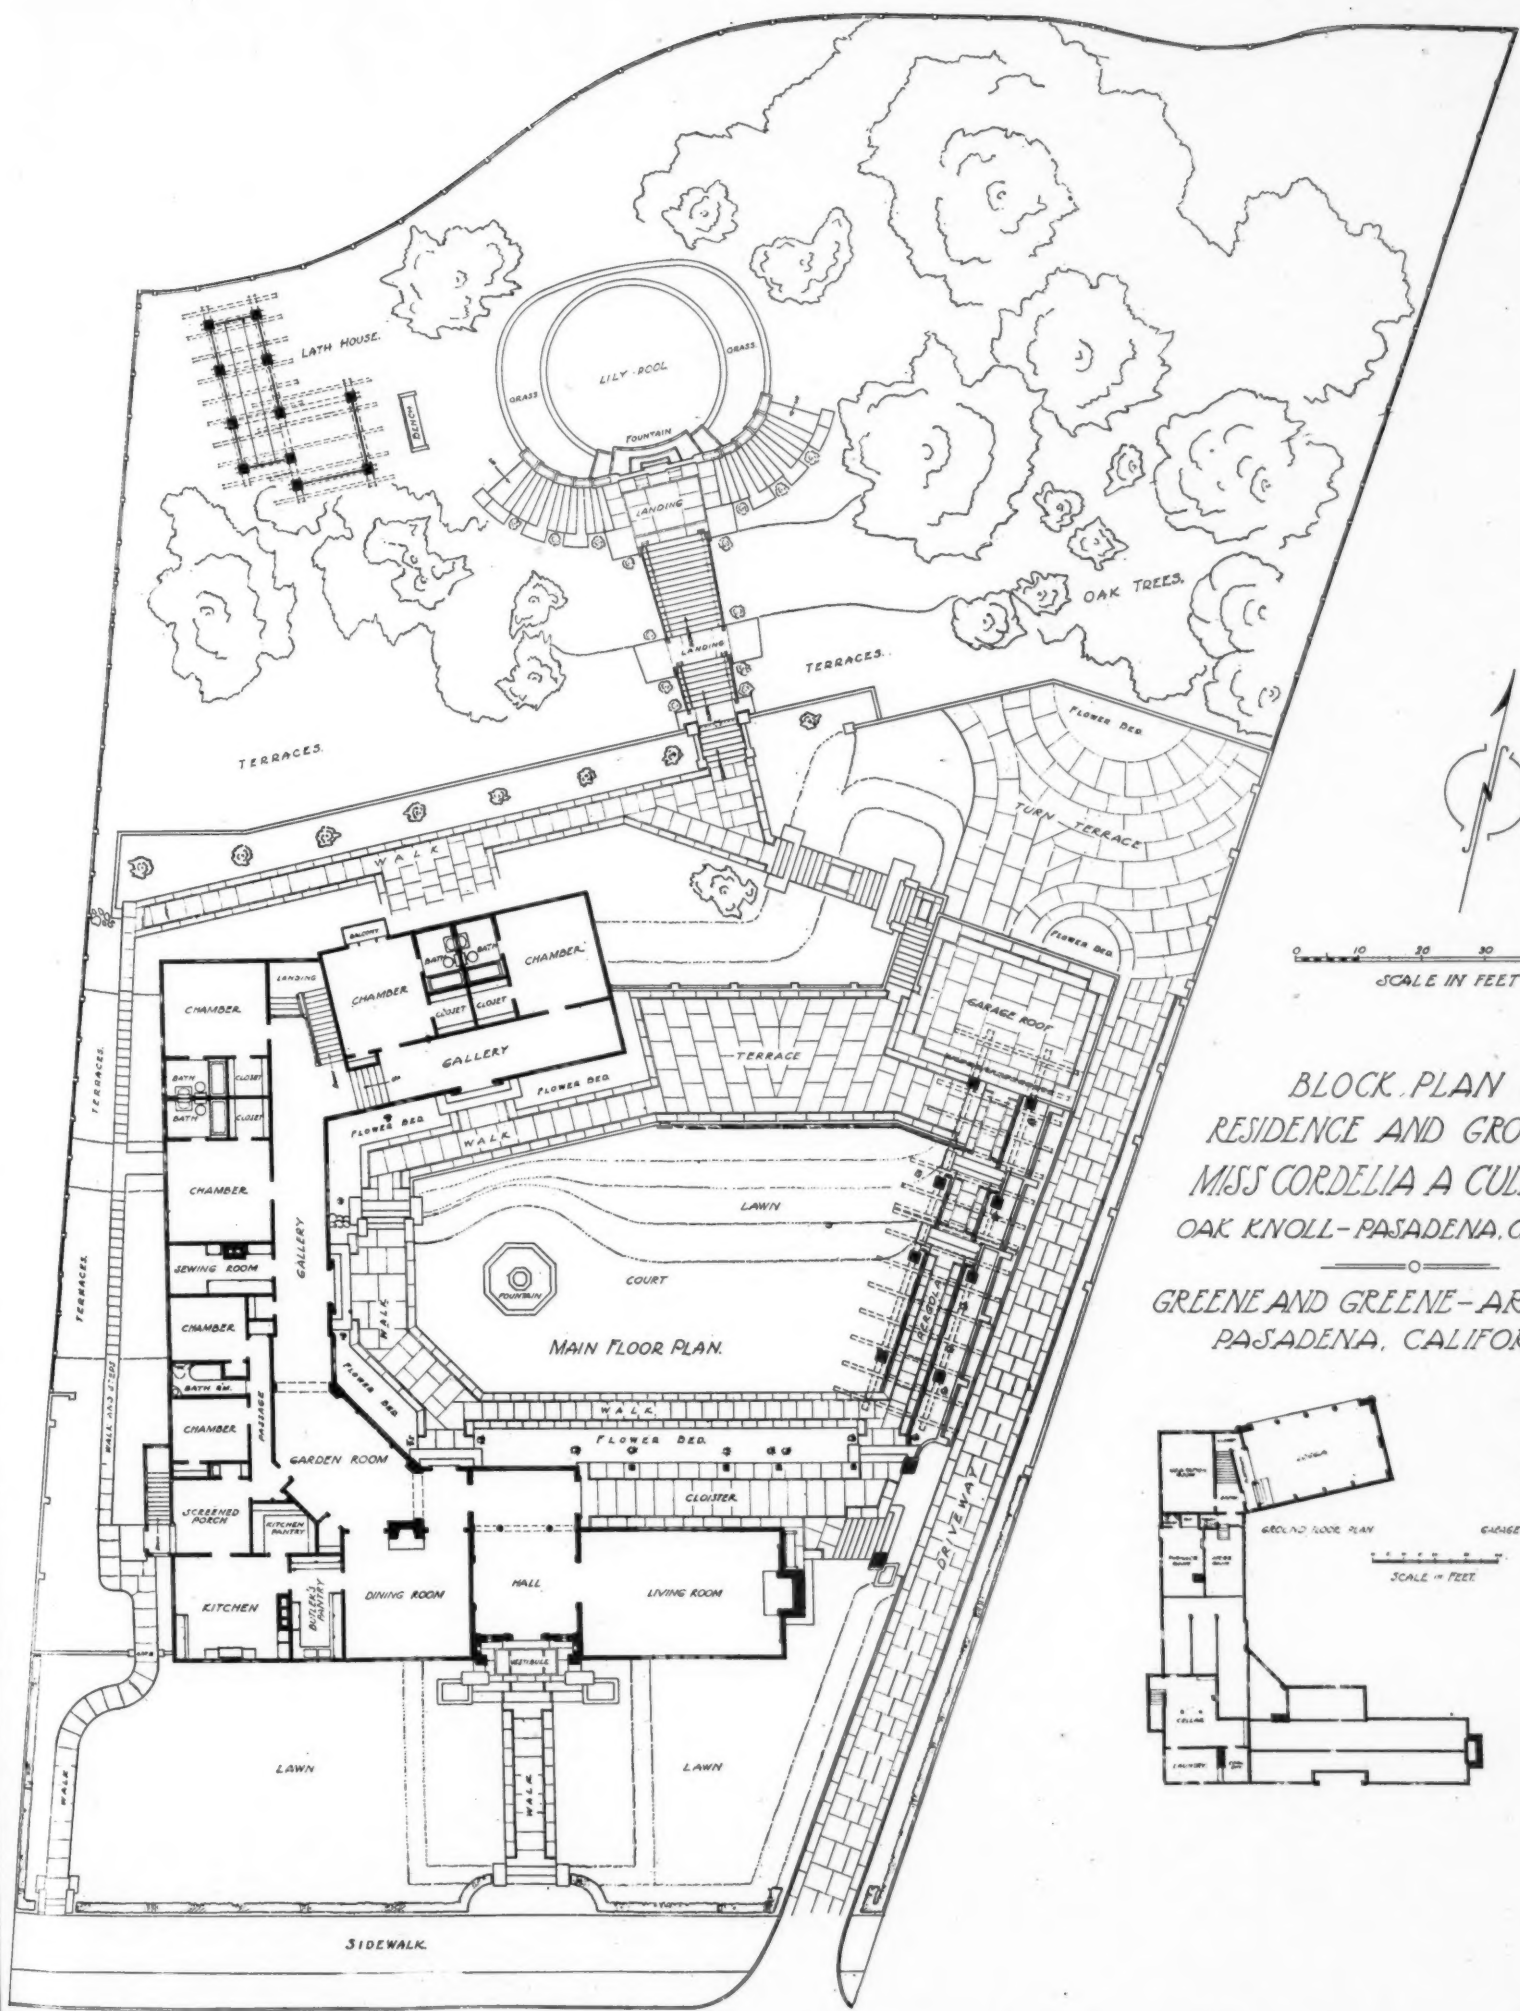 LATH HOUSE.
BENCH
LILY-POOL
GRASS
GRASS.
FOUNTAIN
LANDING
LANDING
OAK TREES.
TERRACES.
TERRACES.
FLOWER BED
TURN TERRACE
FLOWER BED.
WALK
BALCONY
LANDING
CHAMBER
CHAMBER
BATH
BATH
CHAMBER
CLOSET
CLOSET
GALLERY
TERRACE
GARAGE ROOF
0 10 20 30
SCALE IN FEET
TERRACES.
BATH
CLOSET
BATH
CLOSET
FLOWER BED
FLOWER BED.
WALK
CHAMBER
GALLERY
LAWN
COURT
FOUNTAIN
WALK
PERGOLA
MAIN FLOOR PLAN.
BLOCK PLAN
RESIDENCE AND GRO
MISS CORDELIA A CUL
OAK KNOLL-PASADENA, C
GREENE AND GREENE-AR
PASADENA, CALIFOR
TERRACES.
SEWING ROOM
CHAMBER
BATH RM.
CHAMBER
PASSAGE
WALK AND STEPS
FLOWER BED
WALK
FLOWER BED.
GARDEN ROOM
CLOISTER
SCREENED
PORCH
KITCHEN
PANTRY
DRIVEWAY
KITCHEN
BUTLER'S
PANTRY
DINING ROOM
HALL
LIVING ROOM
VESTIBULE
LOGGIA
GROUND FLOOR PLAN
GARAGE
SCALE IN FEET.
CELLAR
LAUNDRY
LAWN
WALK
WALK
LAWN
SIDEWALK.